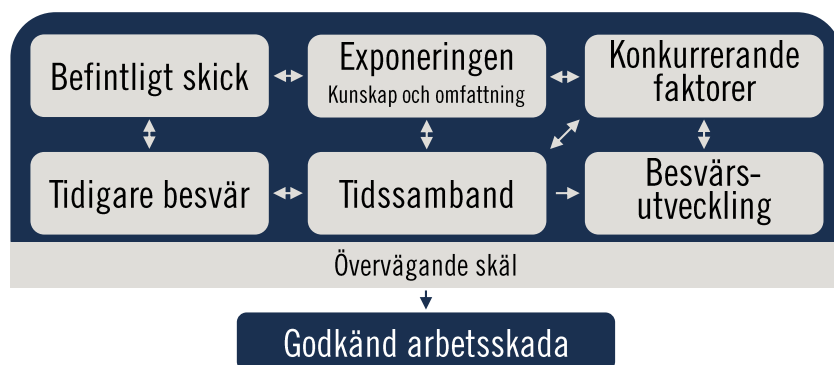 Befintligt skick
Exponeringen
Kunskap och omfattning
Konkurrerande
faktorer
Tidigare besvär
Tidssamband
Besvärs-
utveckling
Övervägande skäl
Godkänd arbetsskada